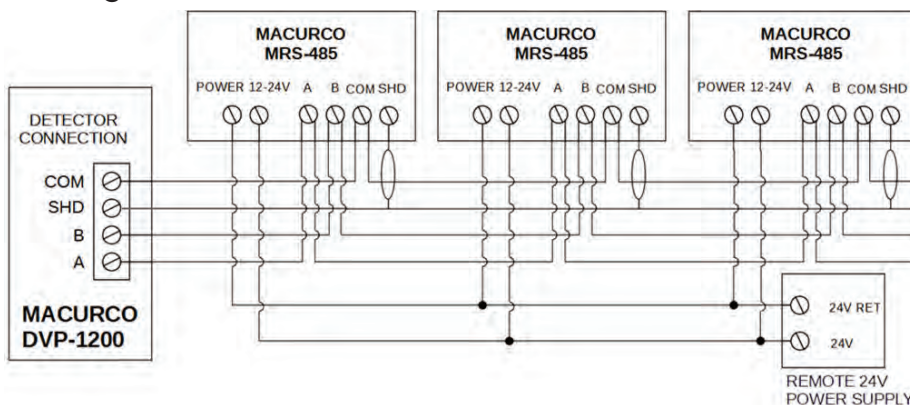 MACURCO
MRS-485
POWER 12-24V A B COM SHD
MACURCO
MRS-485
POWER 12-24V A B COM SHD
MACURCO
MRS-485
POWER 12-24V A B COM SHD
DETECTOR
CONNECTION
COM
SHD
B
A
MACURCO
DVP-1200
24V RET
24V
REMOTE 24V
POWER SUPPLY